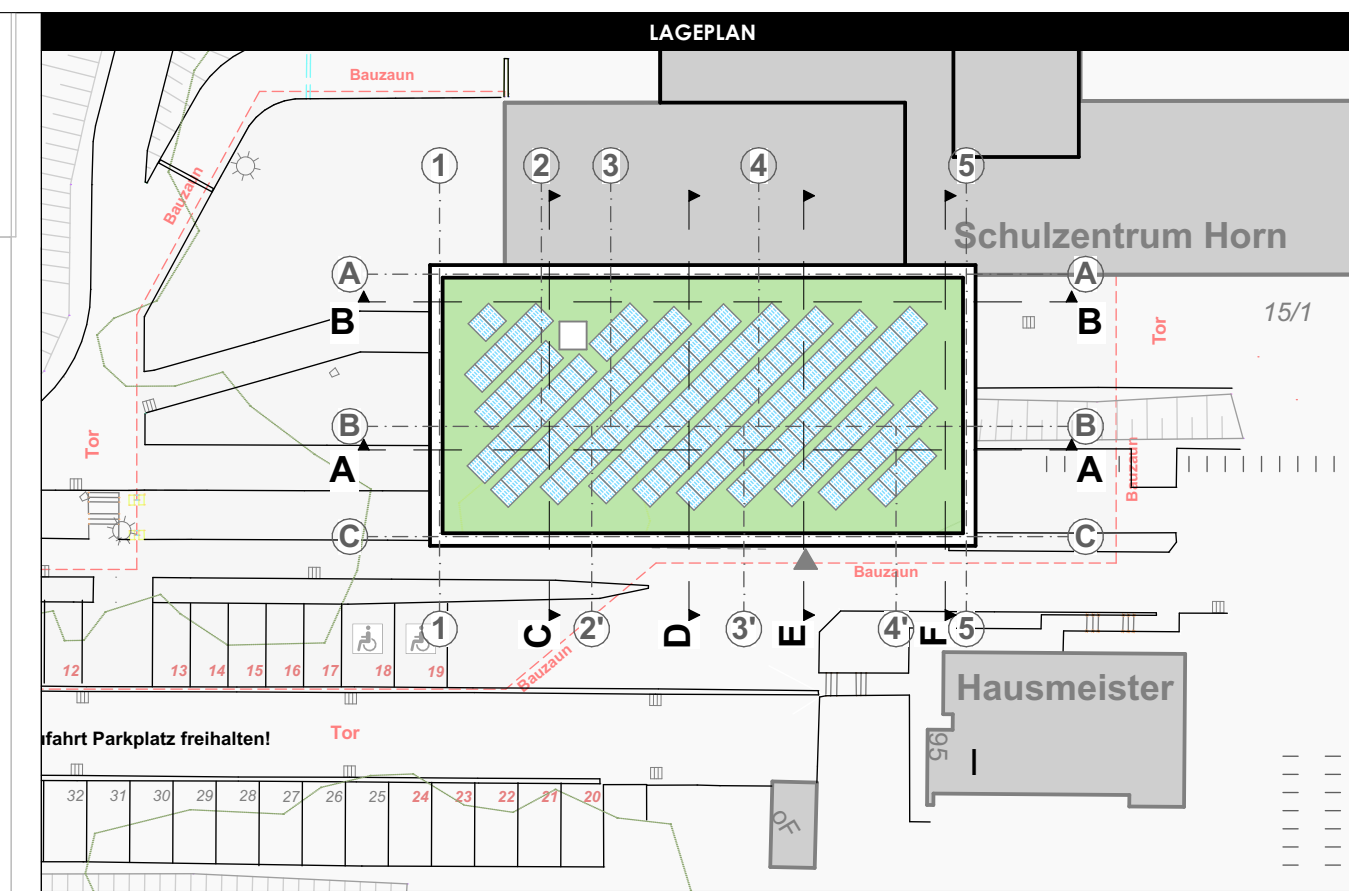 LAGEPLAN
Bauzaun
Bauzaun
1
2
3
4
5
Schulzentrum Horn
A
A
B
B
15/1
Tor
Tor
B
B
A
A
Bauzaun
C
C
Bauzaun
1
C
2'
D
3'
E
4'
F
5
12
13
14
15
16
17
18
19
Bauzaun
Hausmeister
95
I
ufahrt Parkplatz freihalten!
Tor
32
31
30
29
28
27
26
25
24
23
22
21
20
oF